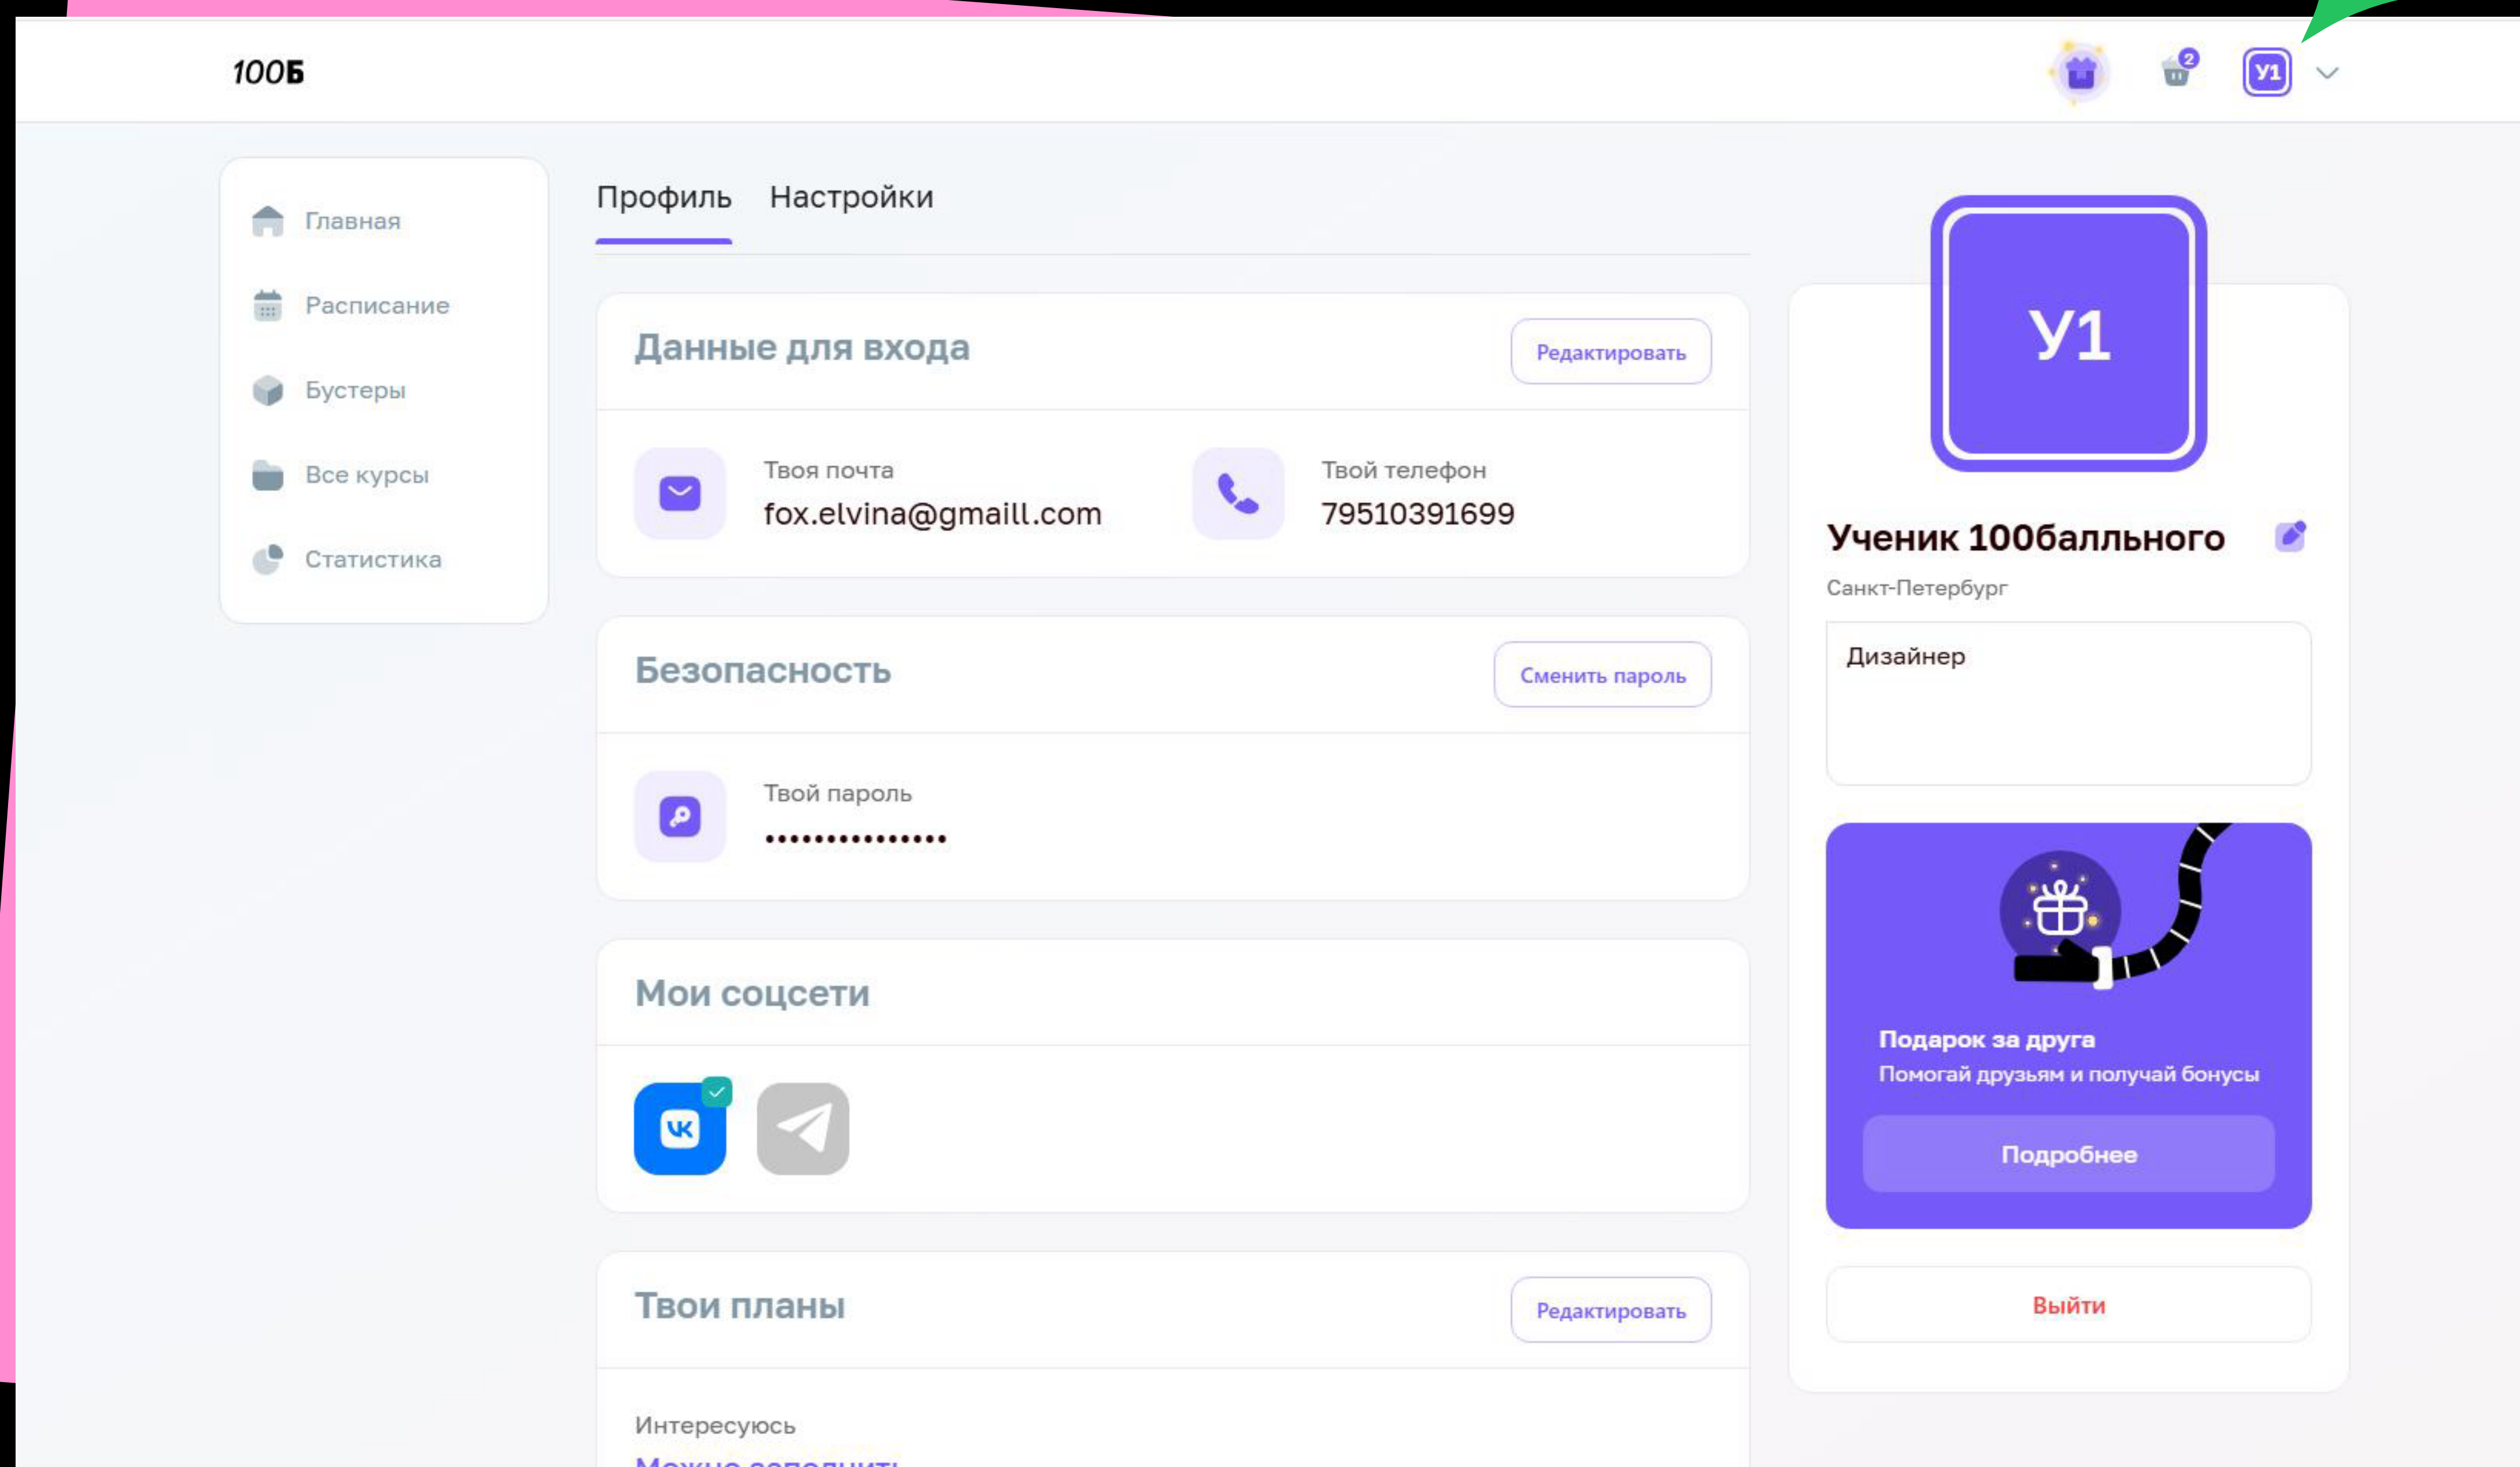 100Б
2
У1
Главная
Расписание
Бустеры
Все курсы
Статистика
Профиль Настройки
Данные для входа
Редактировать
Твоя почта
fox.elvina@gmaill.com
Твой телефон
79510391699
Безопасность
Сменить пароль
Твой пароль
•••••••••••••••
Мои соцсети
Твои планы
Редактировать
Интересуюсь
Можно заполнить
У1
Ученик 100балльного
Санкт-Петербург
Дизайнер
Подарок за друга
Помогай друзьям и получай бонусы
Подробнее
Выйти